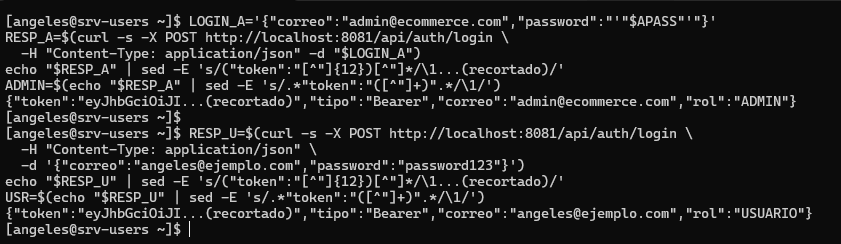 [angeles@srv-users ~]$ LOGIN_A='{"correo":"admin@ecommerce.com","password":"'"$APASS"'"}'
RESP_A=$(curl -s -X POST http://localhost:8081/api/auth/login \
  -H "Content-Type: application/json" -d "$LOGIN_A")
echo "$RESP_A" | sed -E 's/("token":"[^"]{12})[^"]*/\1...(recortado)/'
ADMIN=$(echo "$RESP_A" | sed -E 's/.*"token":"([^"]+)".*/\1/')
{"token":"eyJhbGciOiJI...(recortado)","tipo":"Bearer","correo":"admin@ecommerce.com","rol":"ADMIN"}
[angeles@srv-users ~]$
[angeles@srv-users ~]$ RESP_U=$(curl -s -X POST http://localhost:8081/api/auth/login \
  -H "Content-Type: application/json" \
  -d '{"correo":"angeles@ejemplo.com","password":"password123"}')
echo "$RESP_U" | sed -E 's/("token":"[^"]{12})[^"]*/\1...(recortado)/'
USR=$(echo "$RESP_U" | sed -E 's/.*"token":"([^"]+)".*/\1/')
{"token":"eyJhbGciOiJI...(recortado)","tipo":"Bearer","correo":"angeles@ejemplo.com","rol":"USUARIO"}
[angeles@srv-users ~]$